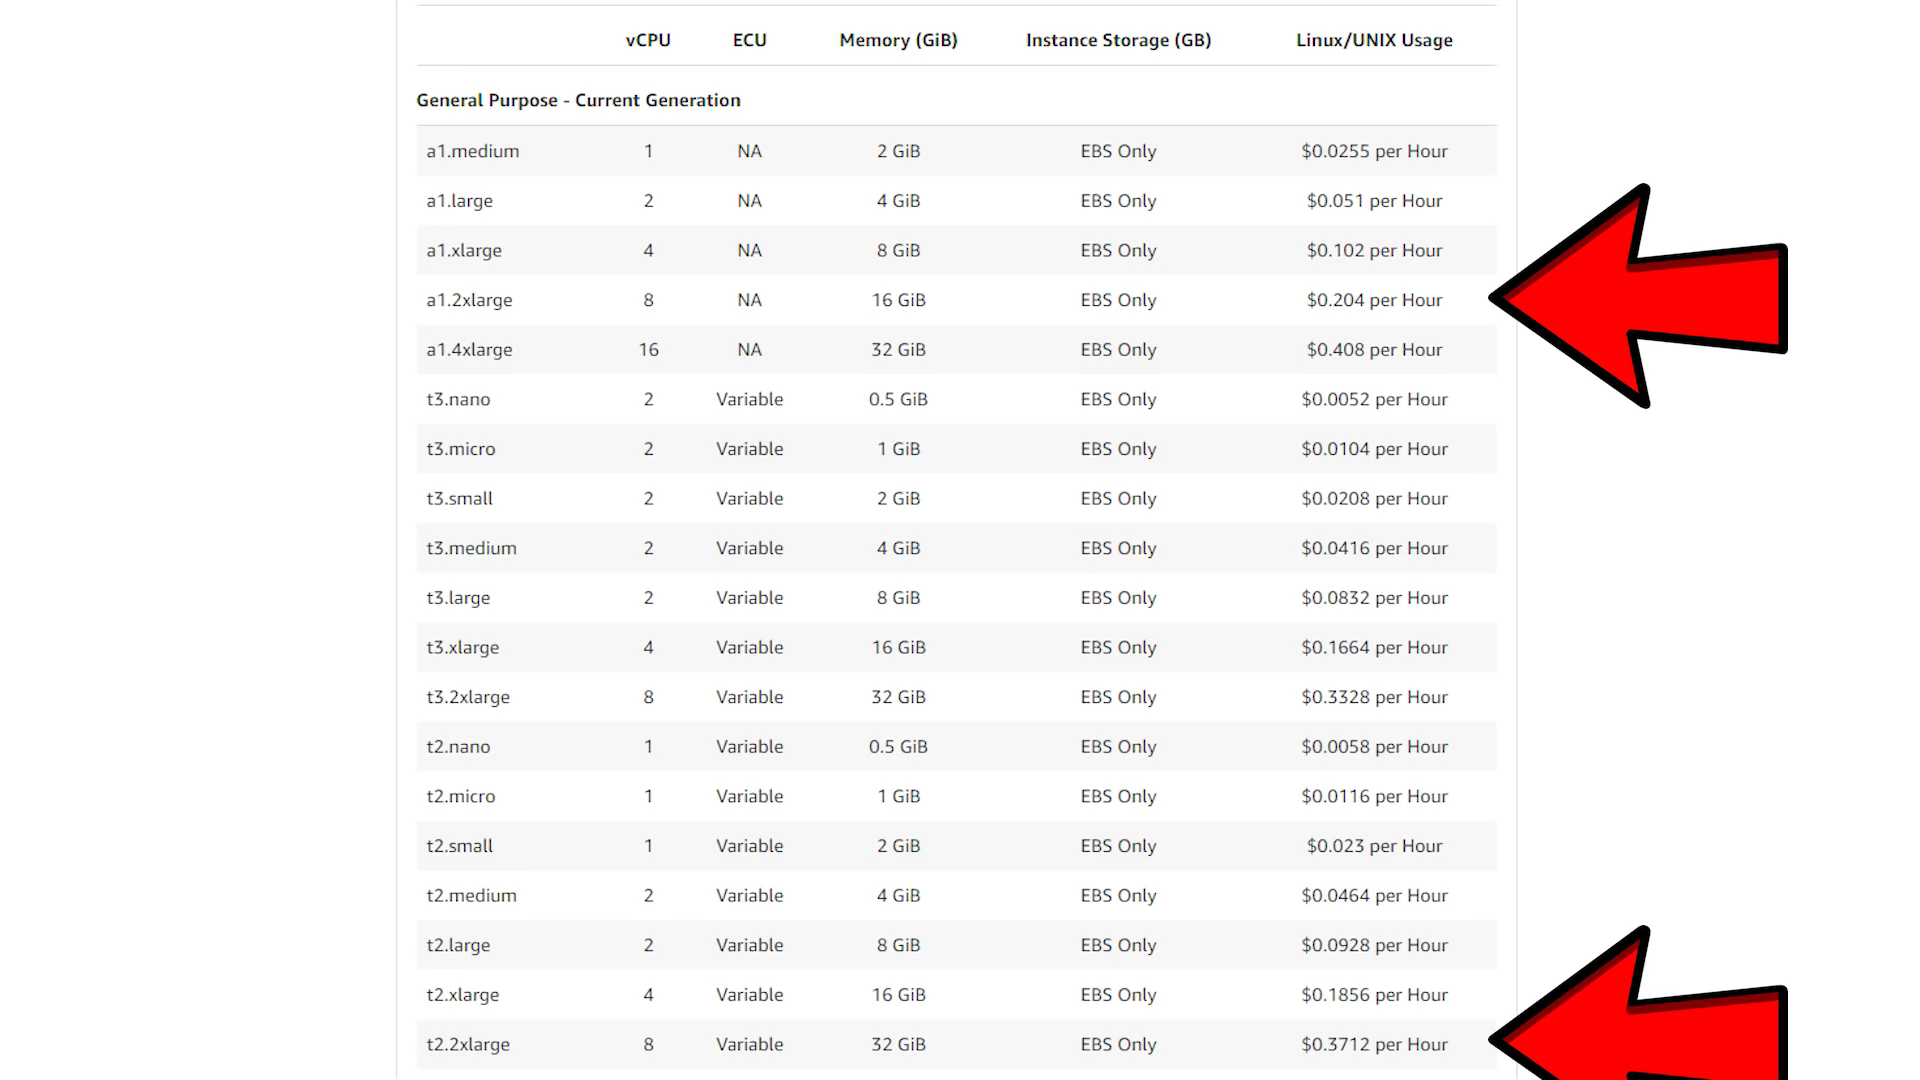 vCPU ECU Memory (GiB) Instance Storage (GB) Linux/UNIX Usage
General Purpose - Current Generation
a1.medium 1 NA 2 GiB EBS Only $0.0255 per Hour
a1.large 2 NA 4 GiB EBS Only $0.051 per Hour
a1.xlarge 4 NA 8 GiB EBS Only $0.102 per Hour
a1.2xlarge 8 NA 16 GiB EBS Only $0.204 per Hour
a1.4xlarge 16 NA 32 GiB EBS Only $0.408 per Hour
t3.nano 2 Variable 0.5 GiB EBS Only $0.0052 per Hour
t3.micro 2 Variable 1 GiB EBS Only $0.0104 per Hour
t3.small 2 Variable 2 GiB EBS Only $0.0208 per Hour
t3.medium 2 Variable 4 GiB EBS Only $0.0416 per Hour
t3.large 2 Variable 8 GiB EBS Only $0.0832 per Hour
t3.xlarge 4 Variable 16 GiB EBS Only $0.1664 per Hour
t3.2xlarge 8 Variable 32 GiB EBS Only $0.3328 per Hour
t2.nano 1 Variable 0.5 GiB EBS Only $0.0058 per Hour
t2.micro 1 Variable 1 GiB EBS Only $0.0116 per Hour
t2.small 1 Variable 2 GiB EBS Only $0.023 per Hour
t2.medium 2 Variable 4 GiB EBS Only $0.0464 per Hour
t2.large 2 Variable 8 GiB EBS Only $0.0928 per Hour
t2.xlarge 4 Variable 16 GiB EBS Only $0.1856 per Hour
t2.2xlarge 8 Variable 32 GiB EBS Only $0.3712 per Hour